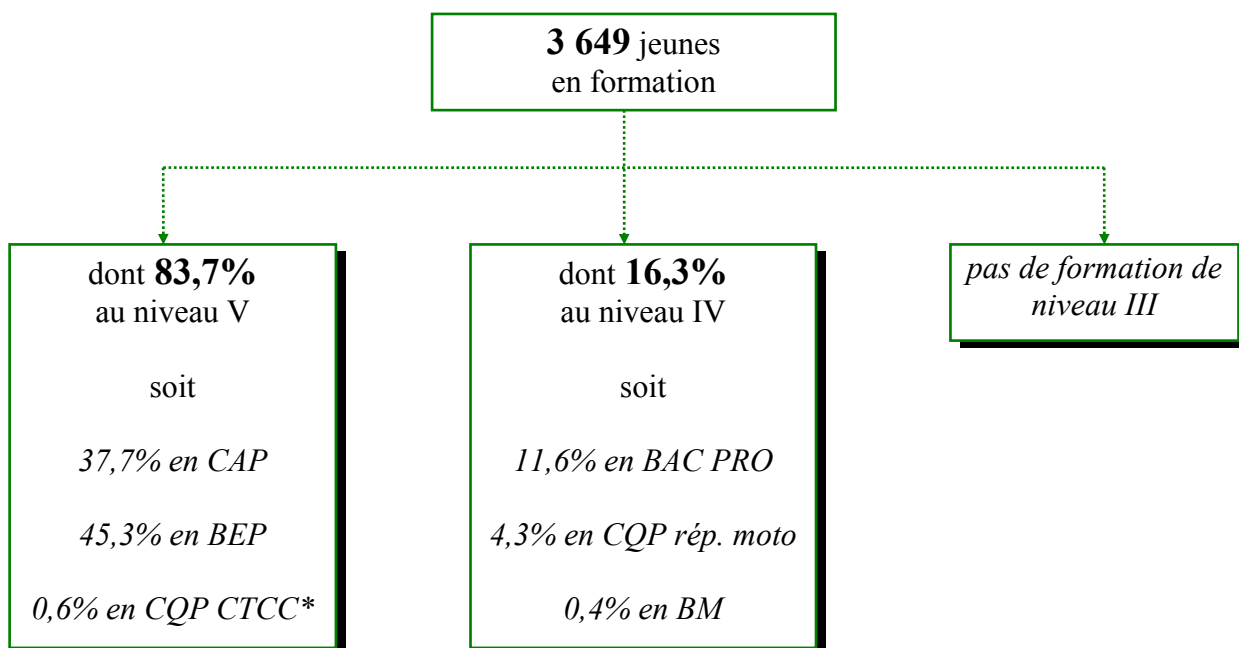 3 649 jeunes
en formation
dont 83,7%
au niveau V
soit
37,7% en CAP
45,3% en BEP
0,6% en CQP CTCC*
dont 16,3%
au niveau IV
soit
11,6% en BAC PRO
4,3% en CQP rép. moto
0,4% en BM
pas de formation de
niveau III